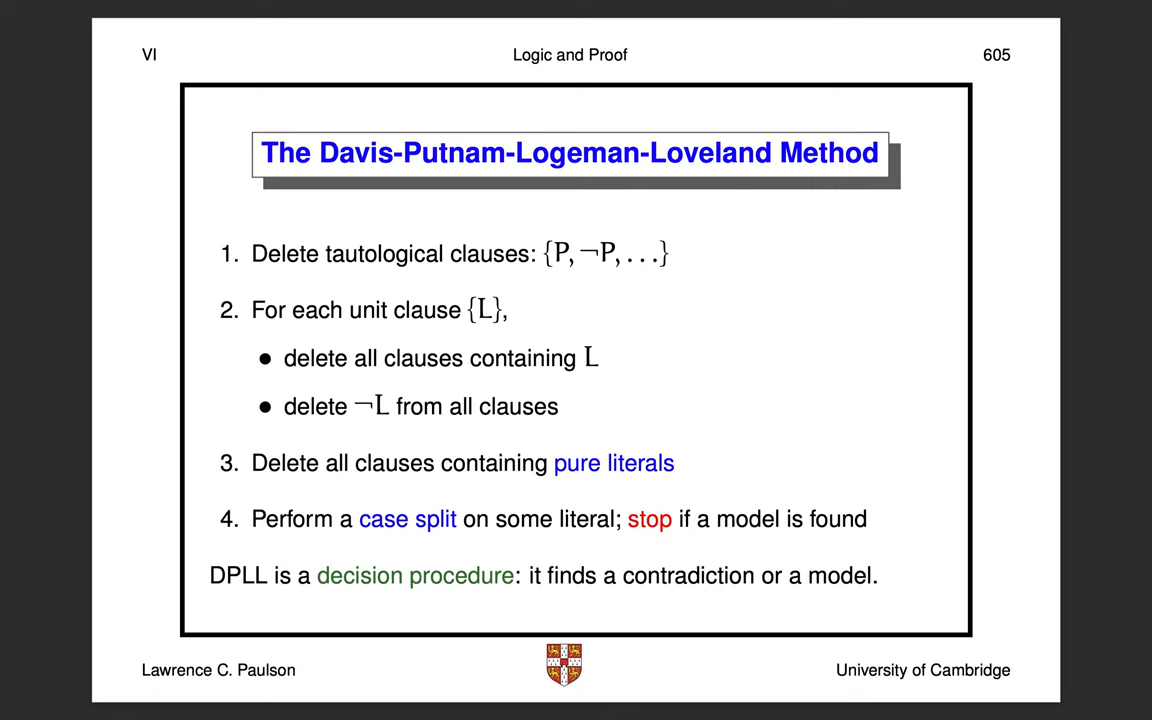 VI
Logic and Proof
605
The Davis-Putnam-Logeman-Loveland Method
1. Delete tautological clauses: {P, ¬P, . . .}
2. For each unit clause {L},
● delete all clauses containing L
● delete ¬L from all clauses
3. Delete all clauses containing pure literals
4. Perform a case split on some literal; stop if a model is found
DPLL is a decision procedure: it finds a contradiction or a model.
Lawrence C. Paulson
University of Cambridge